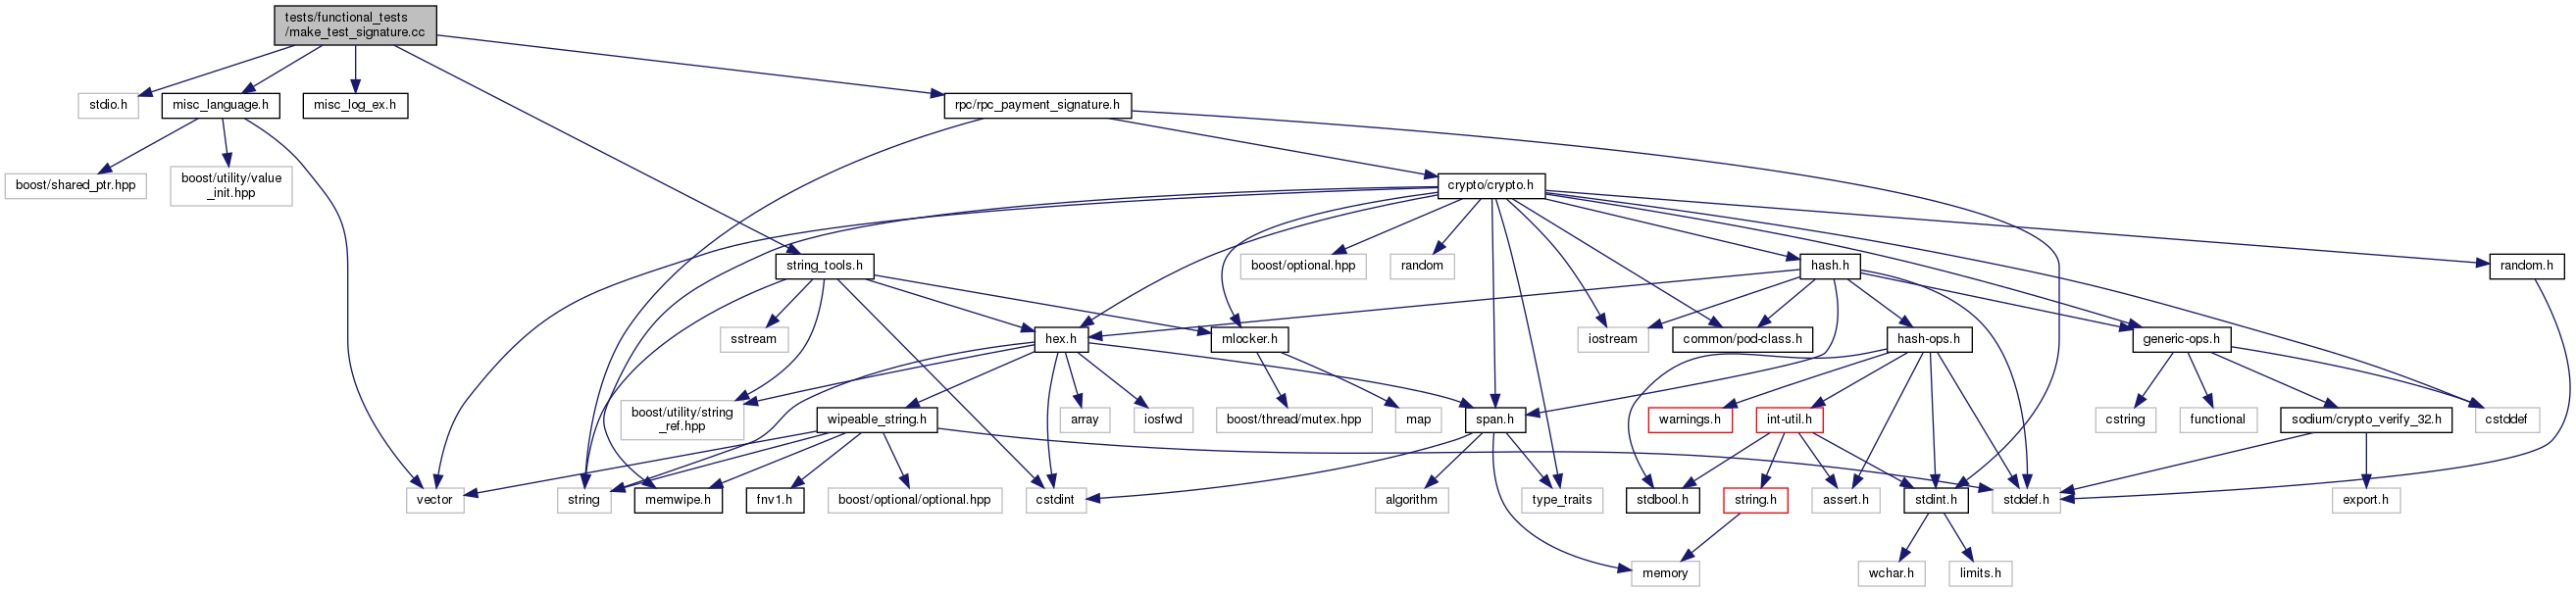 tests/functional_tests
/make_test_signature.cc
stdio.h
misc_language.h
misc_log_ex.h
rpc/rpc_payment_signature.h
boost/shared_ptr.hpp
boost/utility/value
_init.hpp
crypto/crypto.h
string_tools.h
boost/optional.hpp
random
hash.h
random.h
sstream
hex.h
mlocker.h
iostream
common/pod-class.h
hash-ops.h
generic-ops.h
boost/utility/string
_ref.hpp
wipeable_string.h
array
iosfwd
boost/thread/mutex.hpp
map
span.h
warnings.h
int-util.h
cstring
functional
sodium/crypto_verify_32.h
cstddef
vector
string
memwipe.h
fnv1.h
boost/optional/optional.hpp
cstdint
algorithm
type_traits
stdbool.h
string.h
assert.h
stdint.h
stddef.h
export.h
memory
wchar.h
limits.h